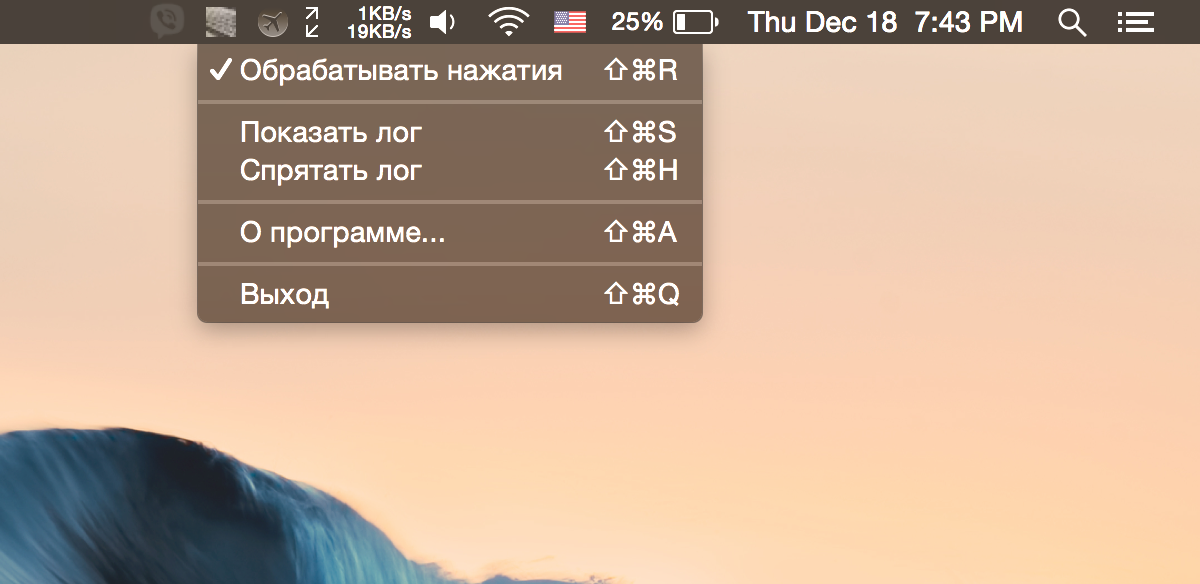 1KB/s
19KB/s
25%
Thu Dec 18 7:43 PM
✓ Обрабатывать нажатия ⇧⌘R
Показать лог ⇧⌘S
Спрятать лог ⇧⌘H
О программе... ⇧⌘A
Выход ⇧⌘Q